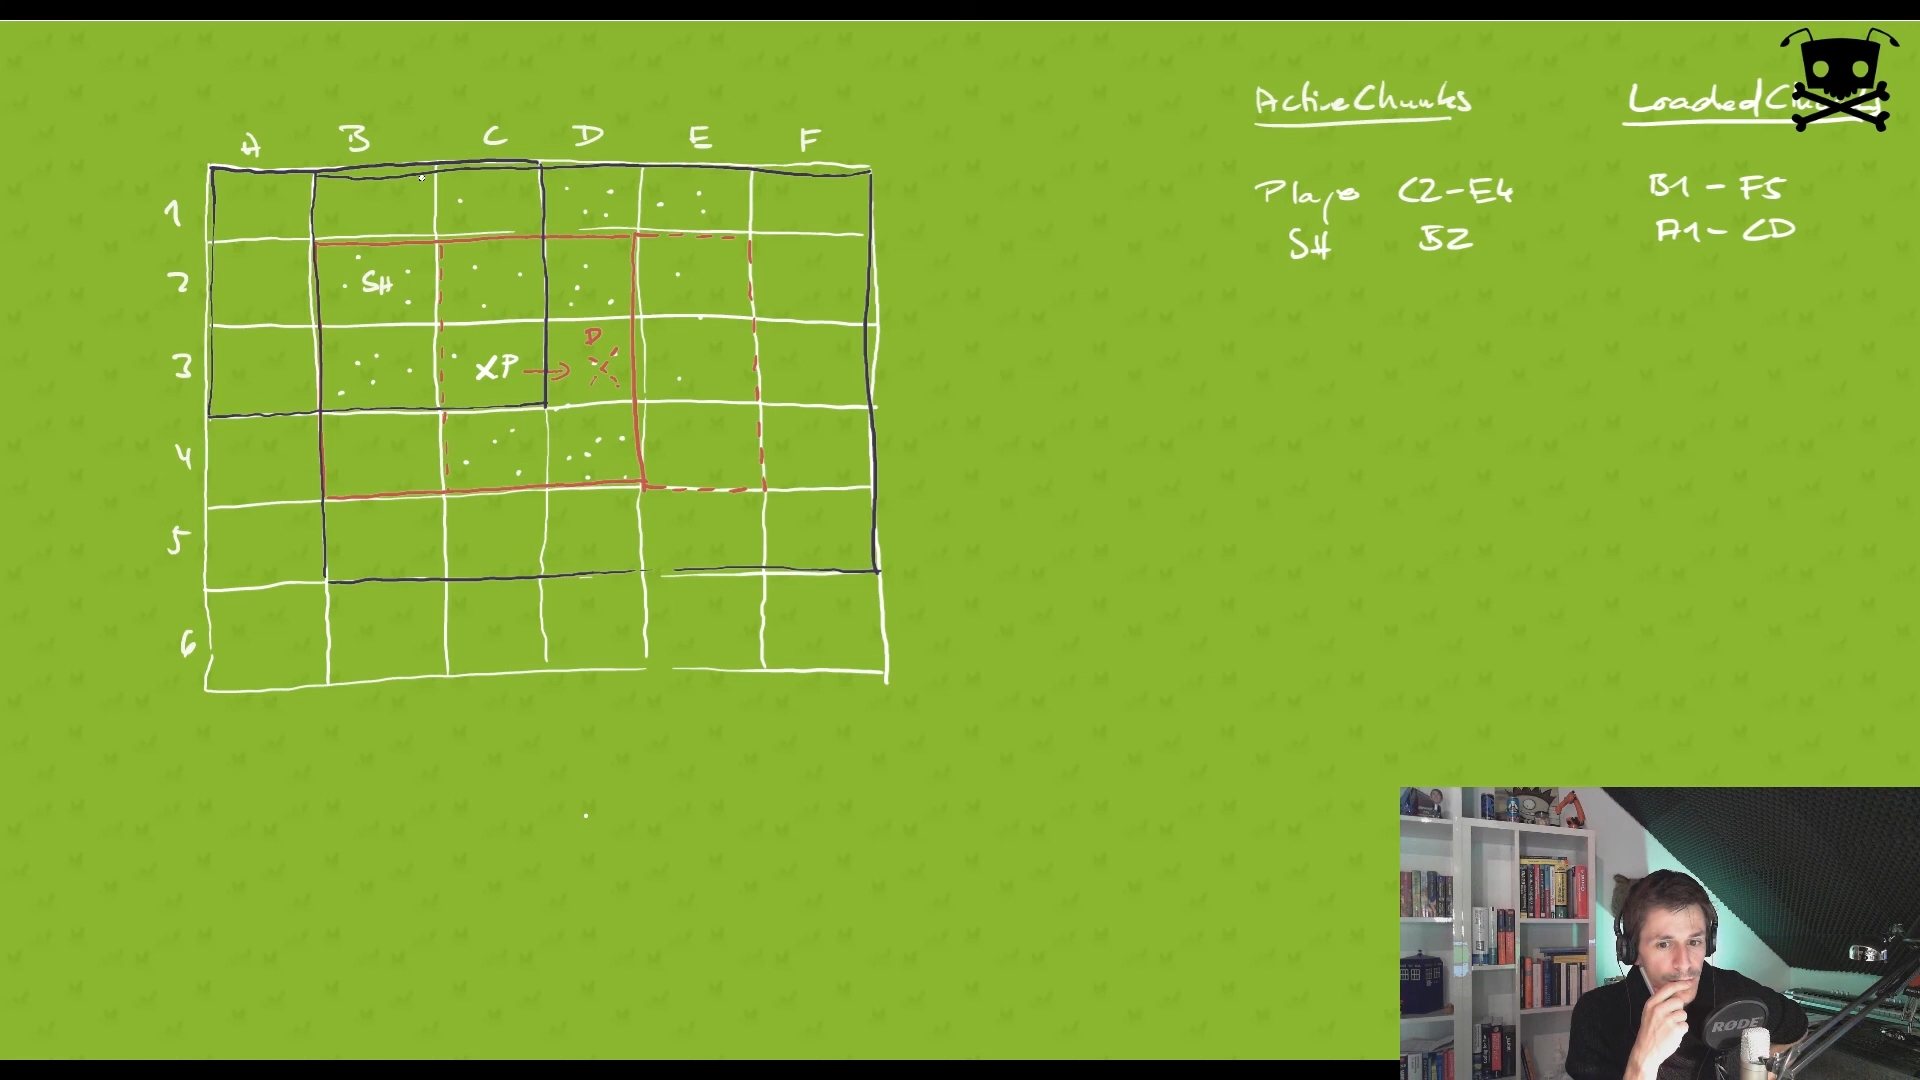 ActiveChunks
A B C D E F
1
Player C2-E4 B1 - F5
SH B2 A1 - CD
2 SH
3 XP D
4
5
6
RØDE